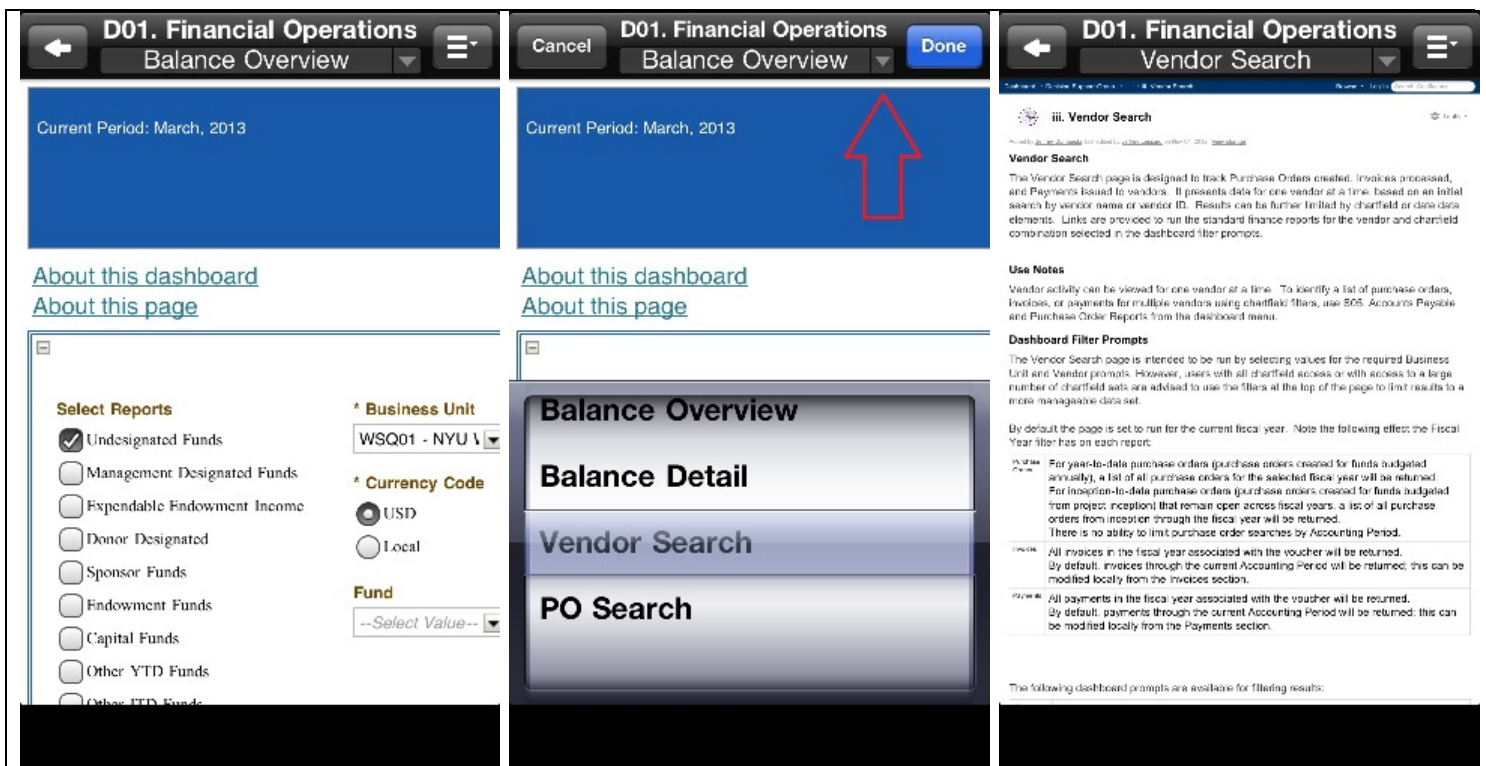 D01. Financial Operations
Balance Overview
Current Period: March, 2013
About this dashboard
About this page
Select Reports
Undesignated Funds
Management Designated Funds
Expendable Endowment Income
Donor Designated
Sponsor Funds
Endowment Funds
Capital Funds
Other YTD Funds
Other ITD Funds
* Business Unit
WSQ01 - NYU
* Currency Code
USD
Local
Fund
--Select Value--
Cancel
D01. Financial Operations
Balance Overview
Done
Current Period: March, 2013
About this dashboard
About this page
Balance Overview
Balance Detail
Vendor Search
PO Search
D01. Financial Operations
Vendor Search
iii. Vendor Search
Vendor Search
The Vendor Search page is designed to track Purchase Orders created, Invoices processed,
and Payments issued to vendors. It presents data for one vendor at a time, based on an initial
search by vendor name or vendor ID. Results can be further limited by chartfield or date data
elements. Links are provided to run the standard finance reports for the vendor and chartfield
combination selected in the dashboard filter prompts.
Use Notes
Vendor activity can be viewed for one vendor at a time. To identify a list of purchase orders,
invoices, or payments for multiple vendors using chartfield filters, use S05. Accounts Payable
and Purchase Order Reports from the dashboard menu.
Dashboard Filter Prompts
The Vendor Search page is intended to be run by selecting values for the required Business
Unit and Vendor prompts. However, users with all chartfield access or with access to a large
number of chartfield sets are advised to use the filters at the top of the page to limit results to a
more manageable data set.
By default the page is set to run for the current fiscal year. Note the following effect the Fiscal
Year filter has on each report:
Purchase
Orders
For year-to-date purchase orders (purchase orders created for funds budgeted
annually), a list of all purchase orders for the selected fiscal year will be returned.
For inception-to-date purchase orders (purchase orders created for funds budgeted
from project inception) that remain open across fiscal years, a list of all purchase
orders from inception through the fiscal year will be returned.
There is no ability to limit purchase order searches by Accounting Period.
Invoices
All invoices in the fiscal year associated with the voucher will be returned.
By default, invoices through the current Accounting Period will be returned; this can be
modified locally from the Invoices section.
Payments
All payments in the fiscal year associated with the voucher will be returned.
By default, payments through the current Accounting Period will be returned; this can
be modified locally from the Payments section.
The following dashboard prompts are available for filtering results: